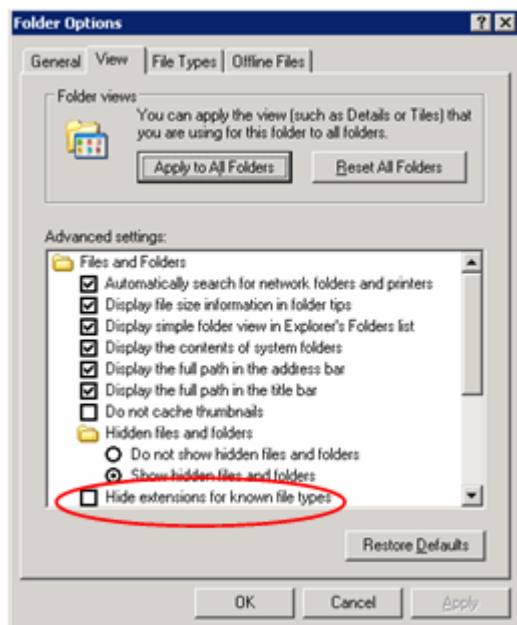 Folder Options
General View File Types Offline Files
Folder views
You can apply the view (such as Details or Tiles) that
you are using for this folder to all folders.
Apply to All Folders Reset All Folders
Advanced settings:
Files and Folders
Automatically search for network folders and printers
Display file size information in folder tips
Display simple folder view in Explorer's Folders list
Display the contents of system folders
Display the full path in the address bar
Display the full path in the title bar
Do not cache thumbnails
Hidden files and folders
Do not show hidden files and folders
Show hidden files and folders
Hide extensions for known file types
Restore Defaults
OK Cancel Apply